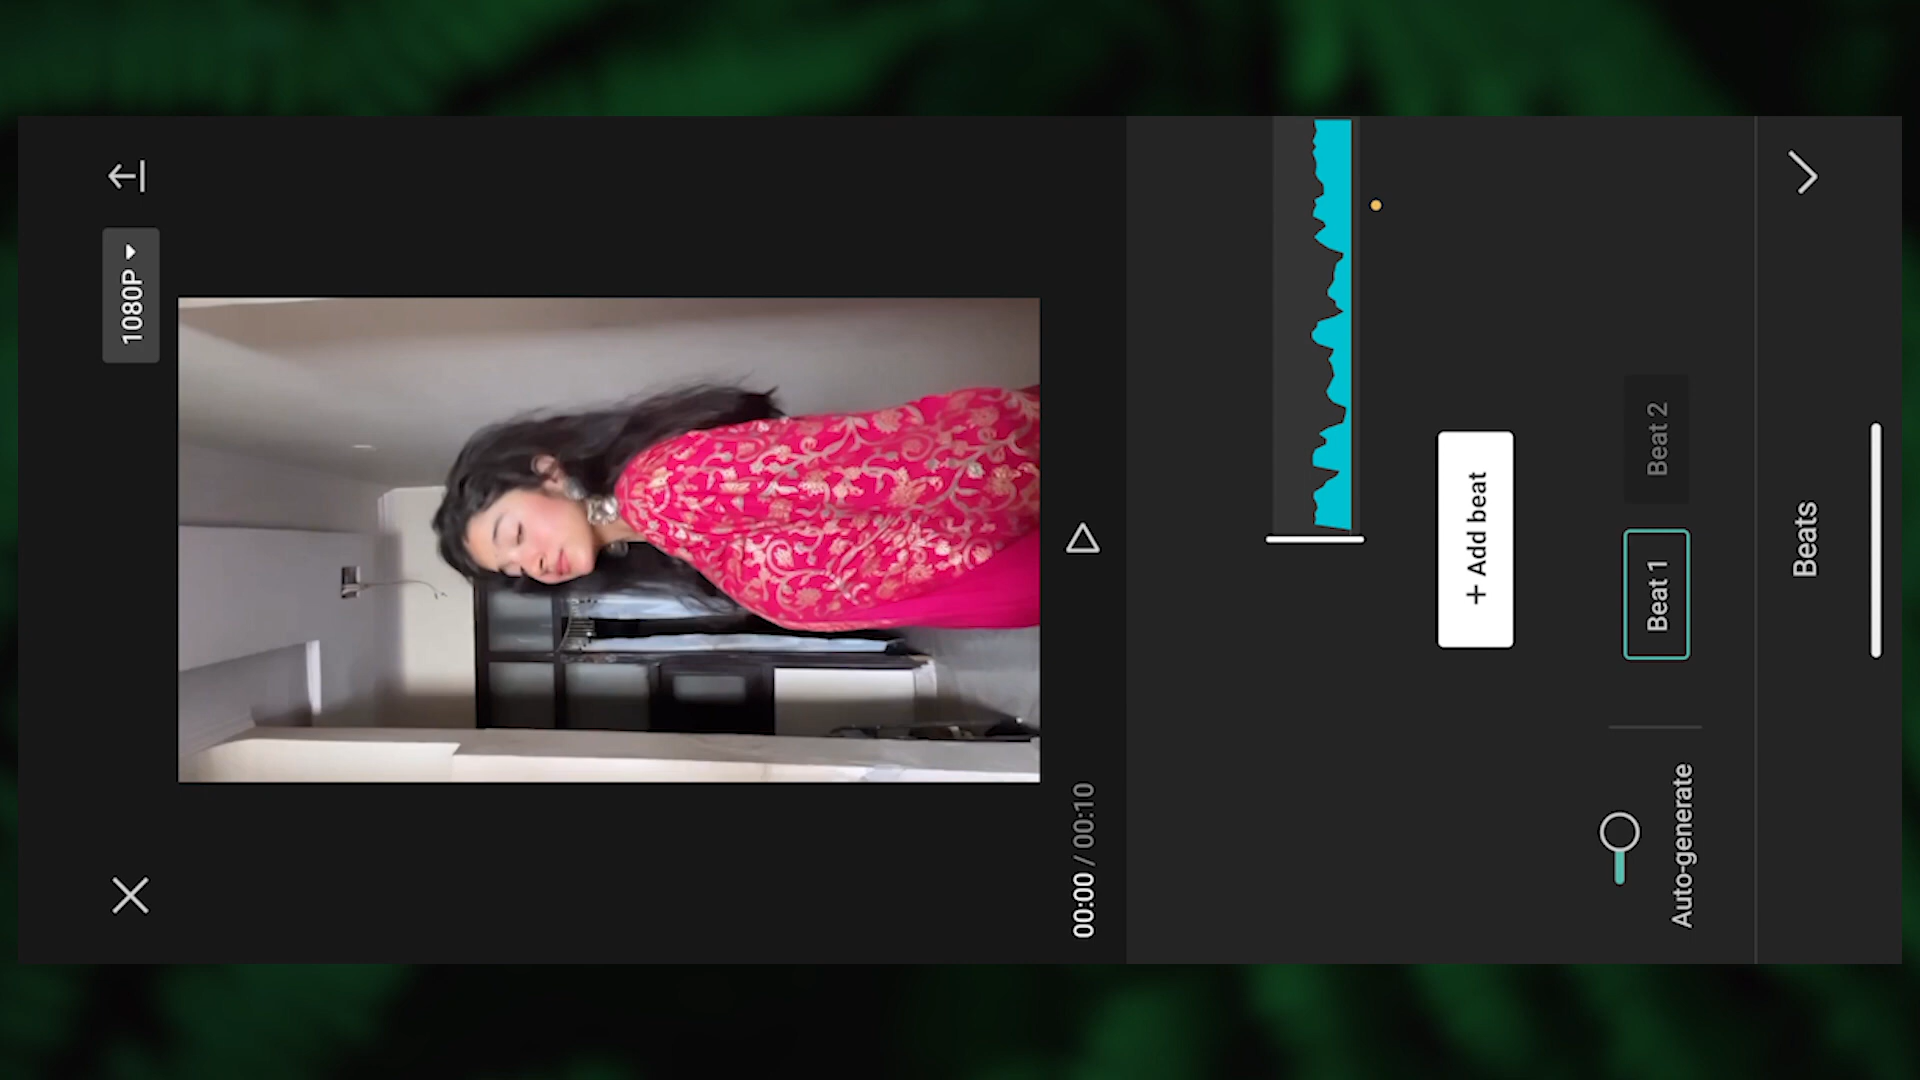 1080P
00:00 / 00:10
+ Add beat
Auto-generate
Beat 1
Beat 2
Beats